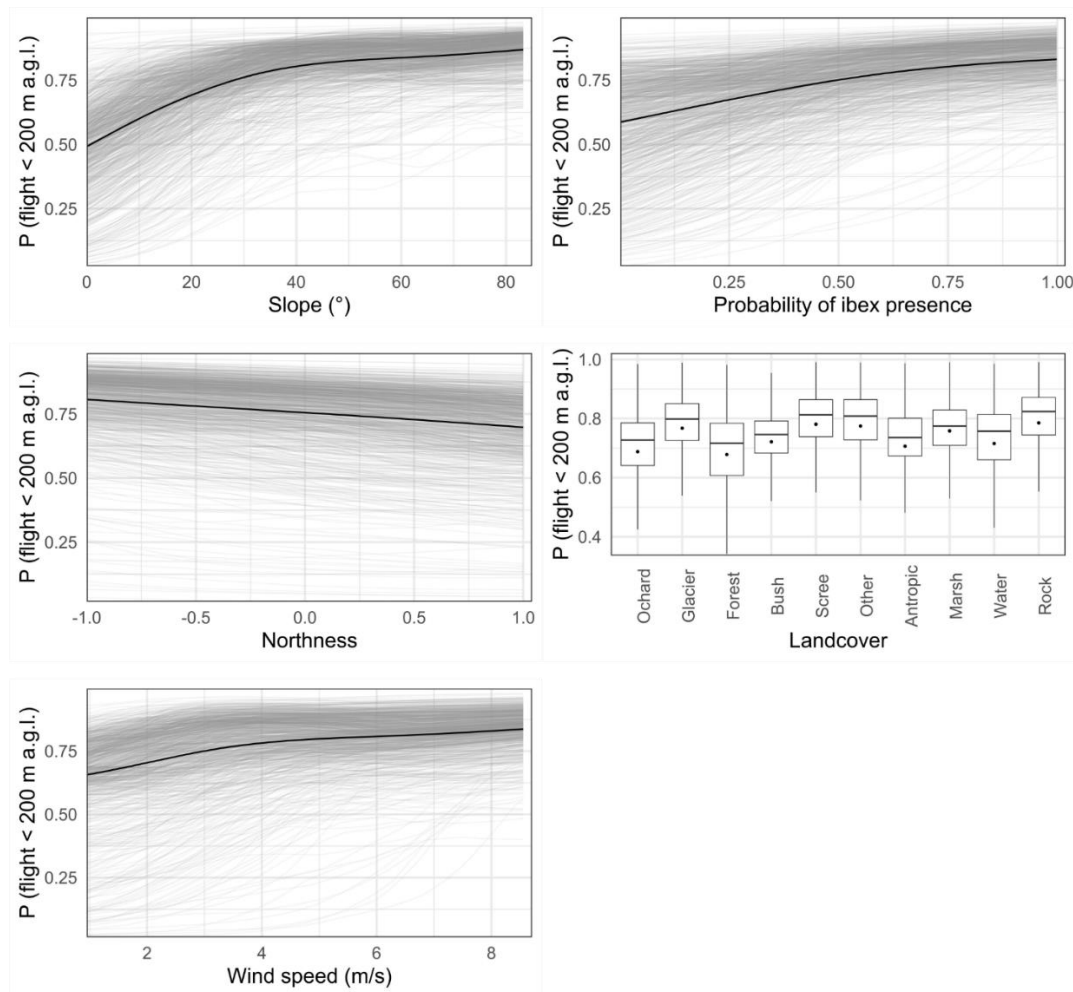 P (flight < 200 m a.g.l.)
0.75
0.50
0.25
0 20 40 60 80
Slope (°)
P (flight < 200 m a.g.l.)
0.75
0.50
0.25
0.25 0.50 0.75 1.00
Probability of ibex presence
P (flight < 200 m a.g.l.)
0.75
0.50
0.25
-1.0 -0.5 0.0 0.5 1.0
Northness
P (flight < 200 m a.g.l.)
1.0
0.8
0.6
0.4
Ochard
Glacier
Forest
Bush
Scree
Other
Antropic
Marsh
Water
Rock
Landcover
P (flight < 200 m a.g.l.)
0.75
0.50
0.25
2 4 6 8
Wind speed (m/s)